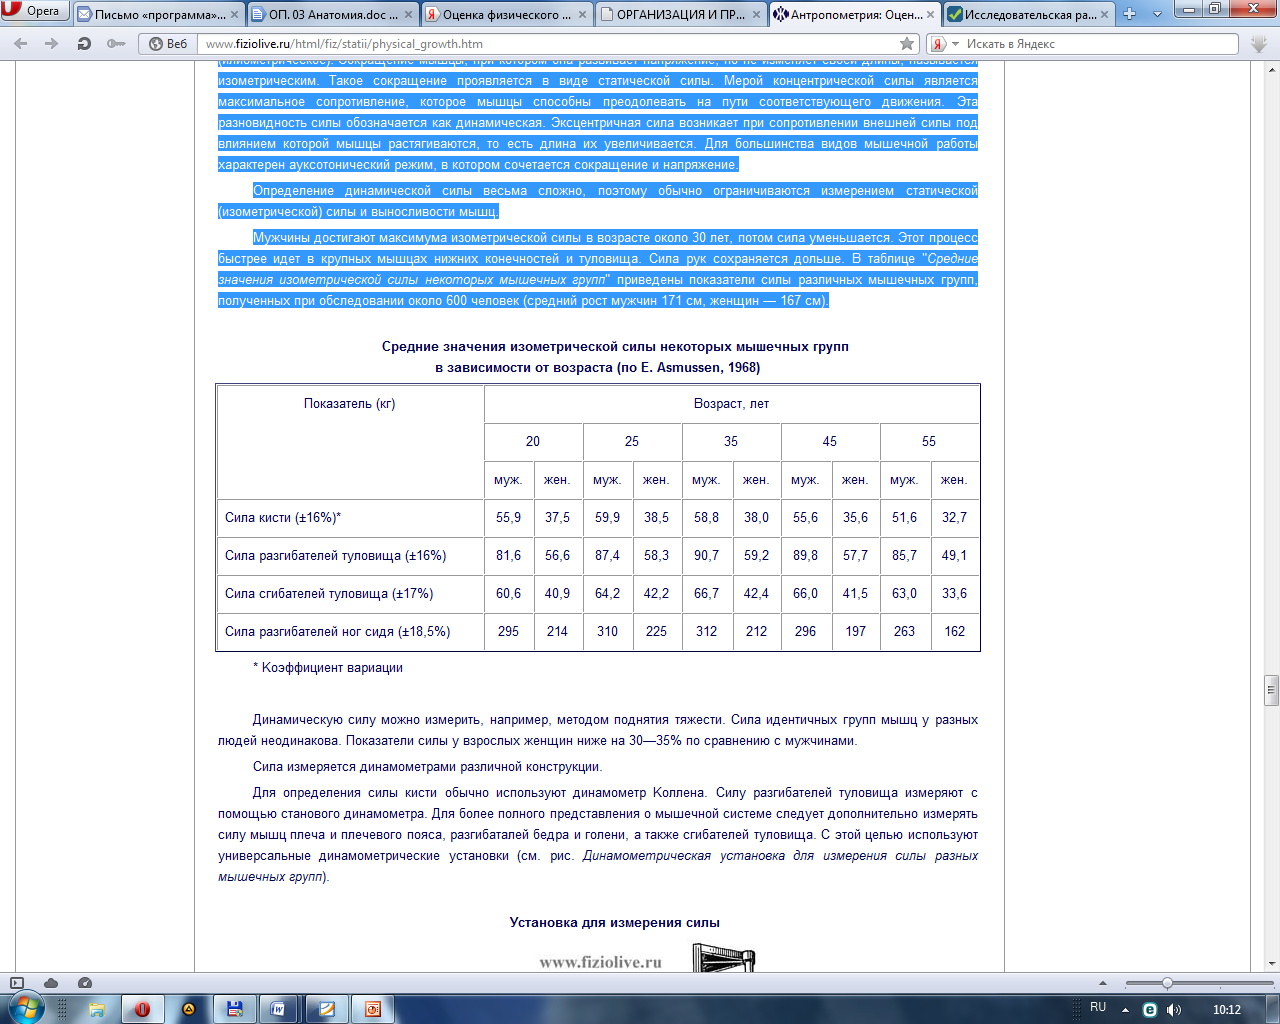 Opera
Письмо «программа»...
ОП. 03 Анатомия.doc ...
Оценка физического ...
ОРГАНИЗАЦИЯ И ПР...
Антропометрия: Оцен...
Исследовательская ра...
Веб
www.fiziolive.ru/html/fiz/statii/physical_growth.htm
Искать в Яндекс
(илиометрическое). Сокращение мышцы, при котором она развивает напряжение, но не изменяет своей длины, называется
изометрическим. Такое сокращение проявляется в виде статической силы. Мерой концентрической силы является
максимальное сопротивление, которое мышцы способны преодолевать на пути соответствующего движения. Эта
разновидность силы обозначается как динамическая. Эксцентричная сила возникает при сопротивлении внешней силы под
влиянием которой мышцы растягиваются, то есть длина их увеличивается. Для большинства видов мышечной работы
характерен ауксотонический режим, в котором сочетается сокращение и напряжение.
Определение динамической силы весьма сложно, поэтому обычно ограничиваются измерением статической
(изометрической) силы и выносливости мышц.
Мужчины достигают максимума изометрической силы в возрасте около 30 лет, потом сила уменьшается. Этот процесс
быстрее идет в крупных мышцах нижних конечностей и туловища. Сила рук сохраняется дольше. В таблице "Средние
значения изометрической силы некоторых мышечных групп" приведены показатели силы различных мышечных групп,
полученных при обследовании около 600 человек (средний рост мужчин 171 см, женщин — 167 см).
Средние значения изометрической силы некоторых мышечных групп
в зависимости от возраста (по E. Asmussen, 1968)
Показатель (кг) Возраст, лет
20 25 35 45 55
муж. жен. муж. жен. муж. жен. муж. жен. муж. жен.
Сила кисти (±16%)* 55,9 37,5 59,9 38,5 58,8 38,0 55,6 35,6 51,6 32,7
Сила разгибателей туловища (±16%) 81,6 56,6 87,4 58,3 90,7 59,2 89,8 57,7 85,7 49,1
Сила сгибателей туловища (±17%) 60,6 40,9 64,2 42,2 66,7 42,4 66,0 41,5 63,0 33,6
Сила разгибателей ног сидя (±18,5%) 295 214 310 225 312 212 296 197 263 162
* Коэффициент вариации
Динамическую силу можно измерить, например, методом поднятия тяжести. Сила идентичных групп мышц у разных
людей неодинакова. Показатели силы у взрослых женщин ниже на 30—35% по сравнению с мужчинами.
Сила измеряется динамометрами различной конструкции.
Для определения силы кисти обычно используют динамометр Коллена. Силу разгибателей туловища измеряют с
помощью станового динамометра. Для более полного представления о мышечной системе следует дополнительно измерять
силу мышц плеча и плечевого пояса, разгибаталей бедра и голени, а также сгибателей туловища. С этой целью используют
универсальные динамометрические установки (см. рис. Динамометрическая установка для измерения силы разных
мышечных групп).
Установка для измерения силы
www.fiziolive.ru
RU
10:12